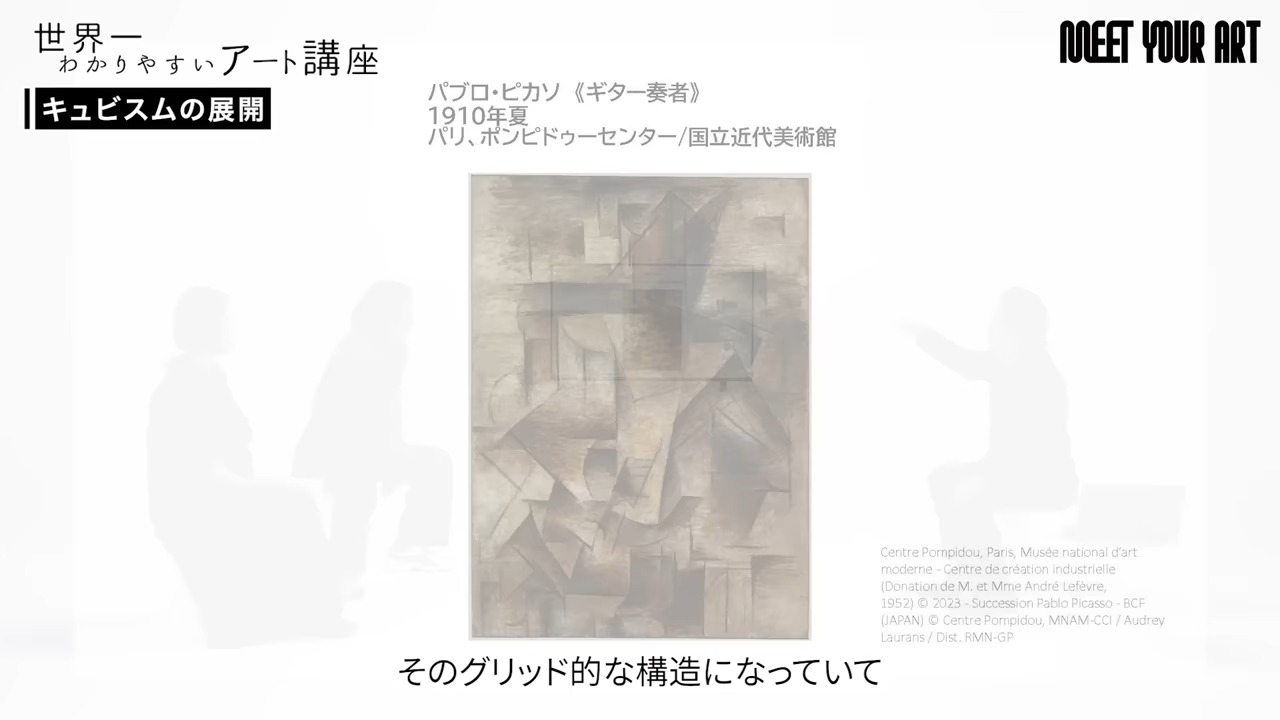 世界一
わかりやすいアート講座
MEET YOUR ART
キュビスムの展開
パブロ・ピカソ 《ギター奏者》
1910年夏
パリ、ポンピドゥーセンター/国立近代美術館
Centre Pompidou, Paris, Musée national d'art
moderne - Centre de création industrielle
(Donation de M. et Mme André Lefèvre,
1952) © 2023 - Succession Pablo Picasso - BCF
(JAPAN) © Centre Pompidou, MNAM-CCI / Audrey
Laurans / Dist. RMN-GP
そのグリッド的な構造になっていて